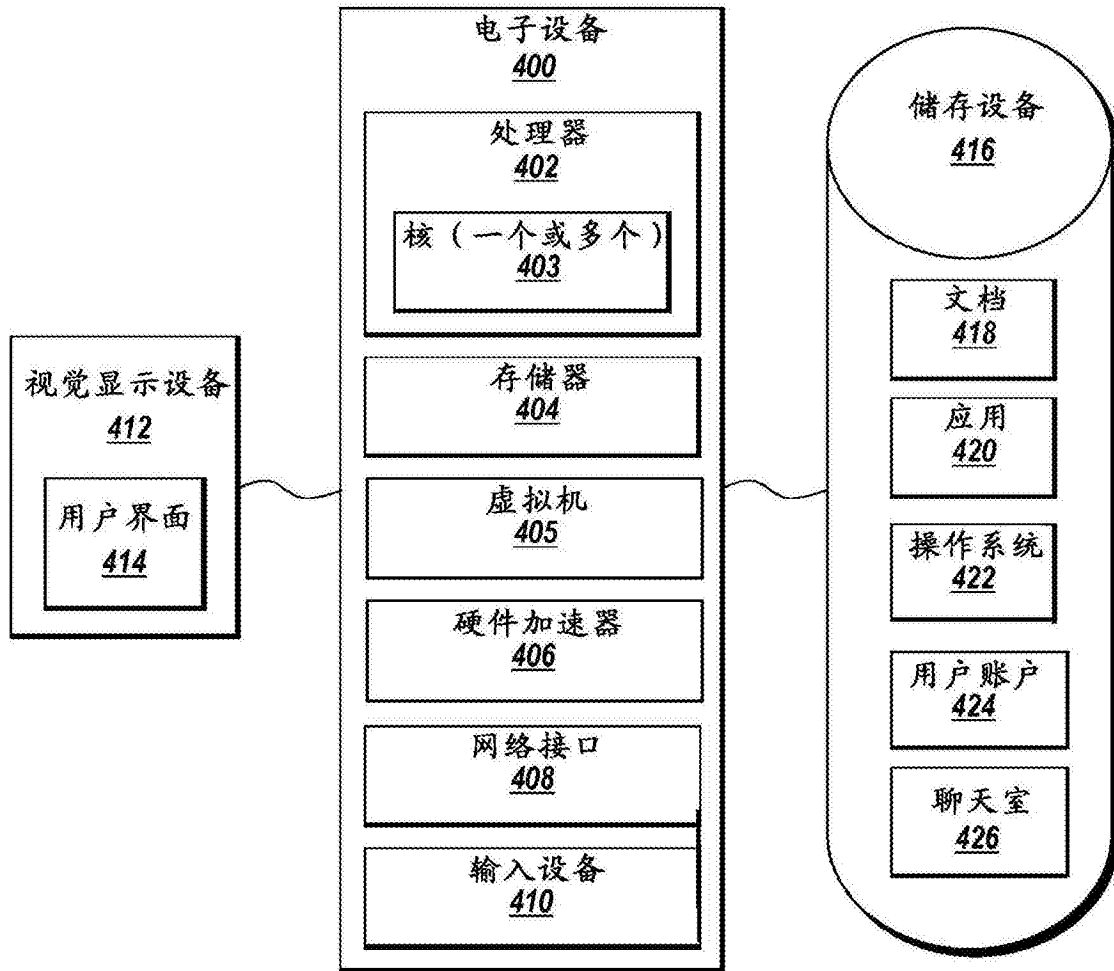 电子设备
400
处理器
402
核（一个或多个）
403
存储器
404
虚拟机
405
硬件加速器
406
网络接口
408
输入设备
410
视觉显示设备
412
用户界面
414
储存设备
416
文档
418
应用
420
操作系统
422
用户账户
424
聊天室
426